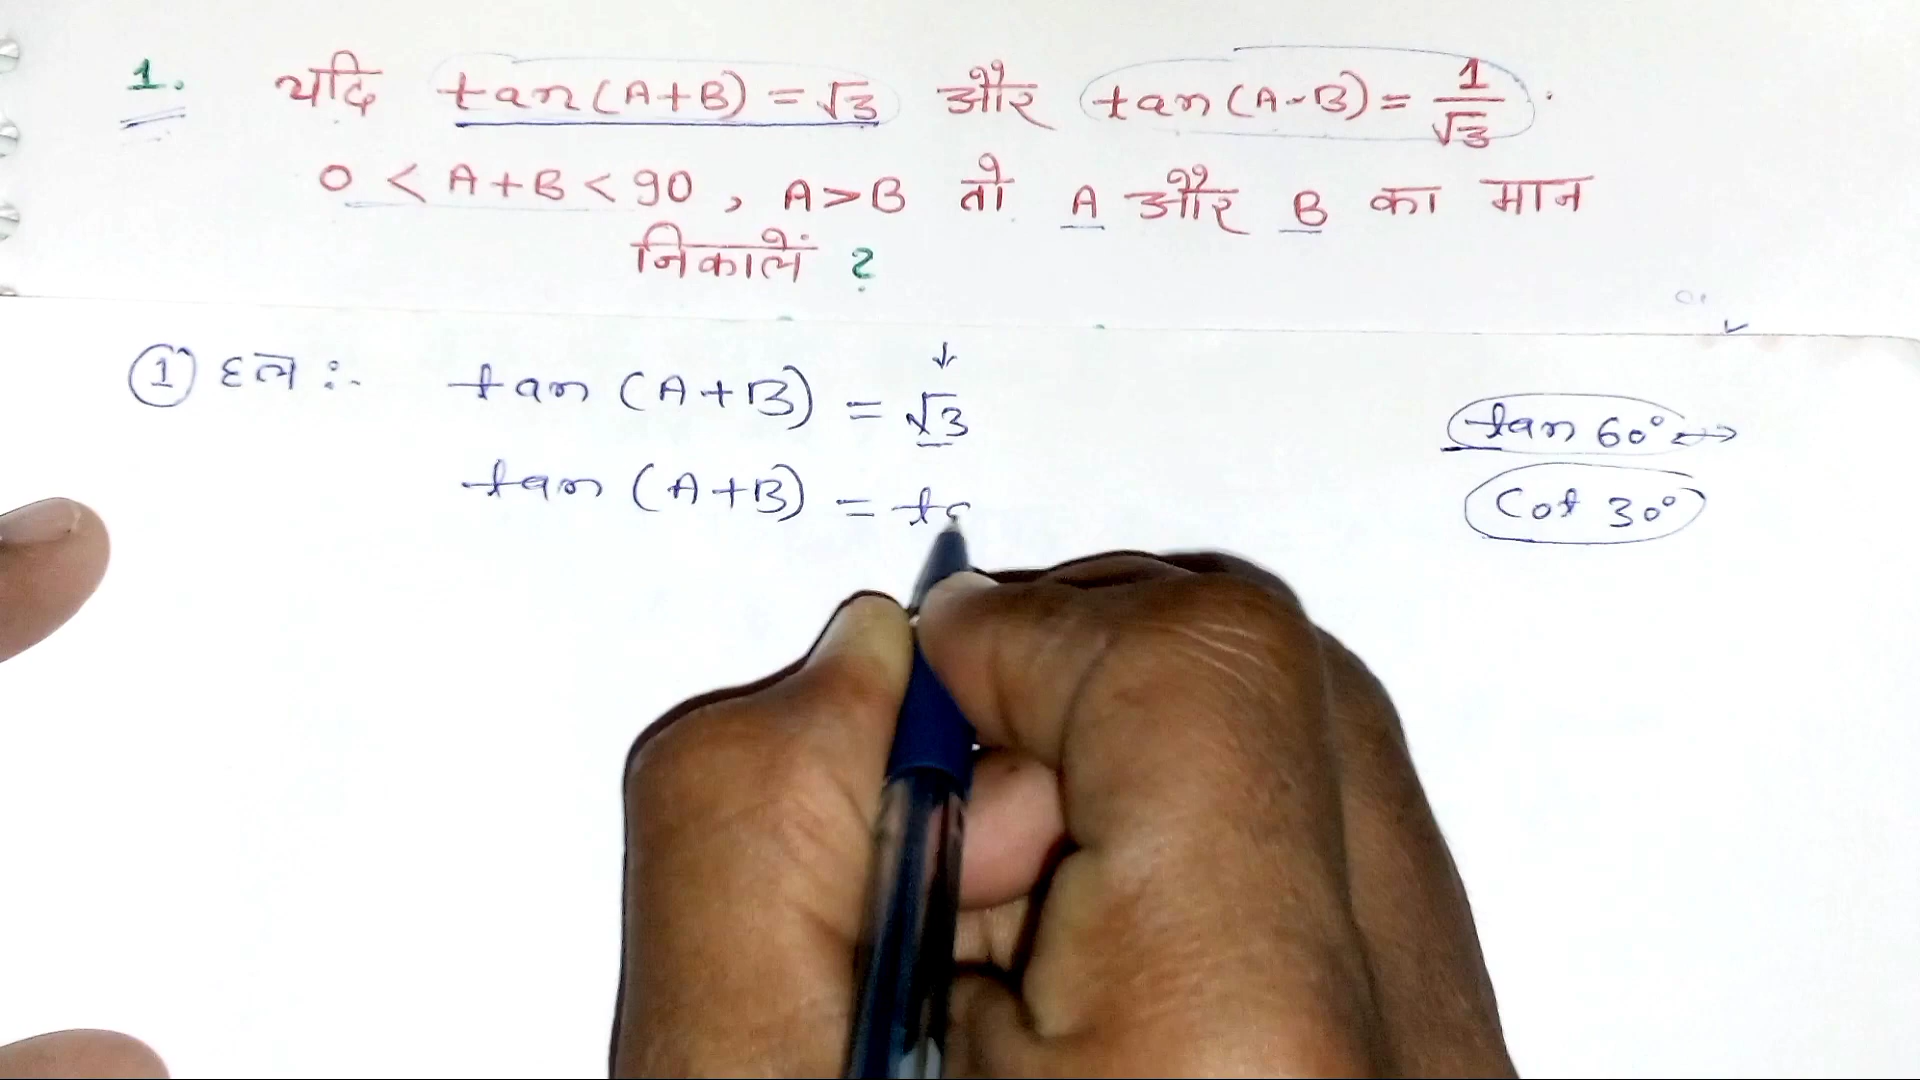 1. यदि tan(A+B) = √3 और tan(A-B) = 1/√3 .
0 < A+B < 90 , A>B तो A और B का मान
निकालें ?
① हल :- tan (A+B) = √3
tan 60° →
tan (A+B) = ta
Cot 30°